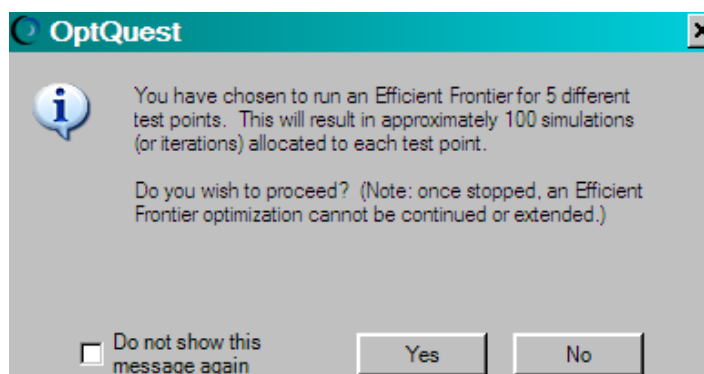 OptQuest
You have chosen to run an Efficient Frontier for 5 different
test points. This will result in approximately 100 simulations
(or iterations) allocated to each test point.
Do you wish to proceed? (Note: once stopped, an Efficient
Frontier optimization cannot be continued or extended.)
Do not show this
message again
Yes
No